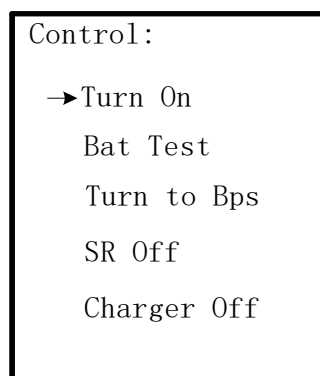 Control:
Turn On
Bat Test
Turn to Bps
SR Off
Charger Off